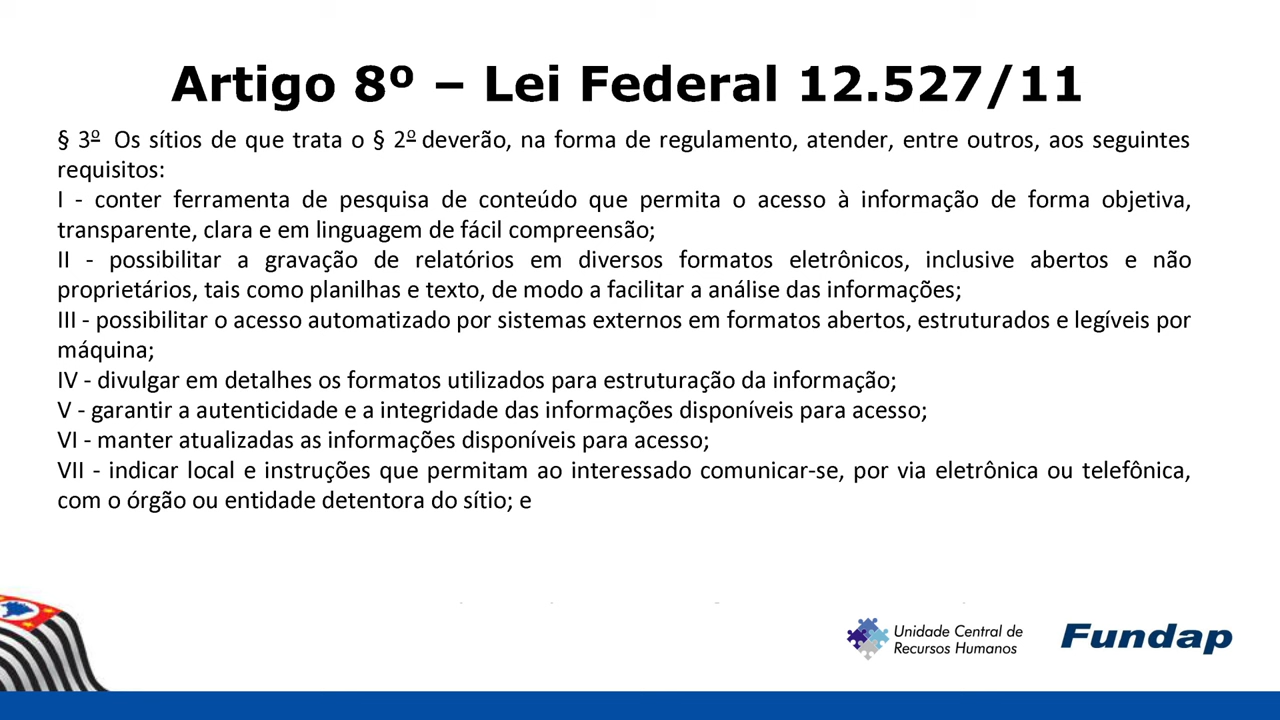 Artigo 8º – Lei Federal 12.527/11
§ 3º Os sítios de que trata o § 2º deverão, na forma de regulamento, atender, entre outros, aos seguintes
requisitos:
I - conter ferramenta de pesquisa de conteúdo que permita o acesso à informação de forma objetiva,
transparente, clara e em linguagem de fácil compreensão;
II - possibilitar a gravação de relatórios em diversos formatos eletrônicos, inclusive abertos e não
proprietários, tais como planilhas e texto, de modo a facilitar a análise das informações;
III - possibilitar o acesso automatizado por sistemas externos em formatos abertos, estruturados e legíveis por
máquina;
IV - divulgar em detalhes os formatos utilizados para estruturação da informação;
V - garantir a autenticidade e a integridade das informações disponíveis para acesso;
VI - manter atualizadas as informações disponíveis para acesso;
VII - indicar local e instruções que permitam ao interessado comunicar-se, por via eletrônica ou telefônica,
com o órgão ou entidade detentora do sítio; e
Unidade Central de
Recursos Humanos
Fundap